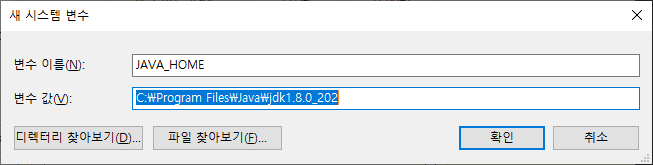 새 시스템 변수
변수 이름(N):
JAVA_HOME
변수 값(V):
C:₩Program Files₩Java₩jdk1.8.0_202
디렉터리 찾아보기(D)...
파일 찾아보기(F)...
확인
취소